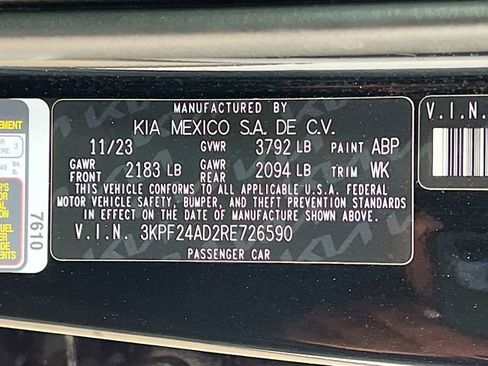 MANUFACTURED BY
KIA MEXICO S.A. DE C.V.
11/23 GVWR 3792 LB PAINT ABP
GAWR FRONT 2183 LB GAWR REAR 2094 LB TRIM WK
THIS VEHICLE CONFORMS TO ALL APPLICABLE U.S.A. FEDERAL
MOTOR VEHICLE SAFETY, BUMPER, AND THEFT PREVENTION STANDARDS
IN EFFECT ON THE DATE OF MANUFACTURE SHOWN ABOVE.
V.I.N. 3KPF24AD2RE726590
PASSENGER CAR
7610
V.I.N.